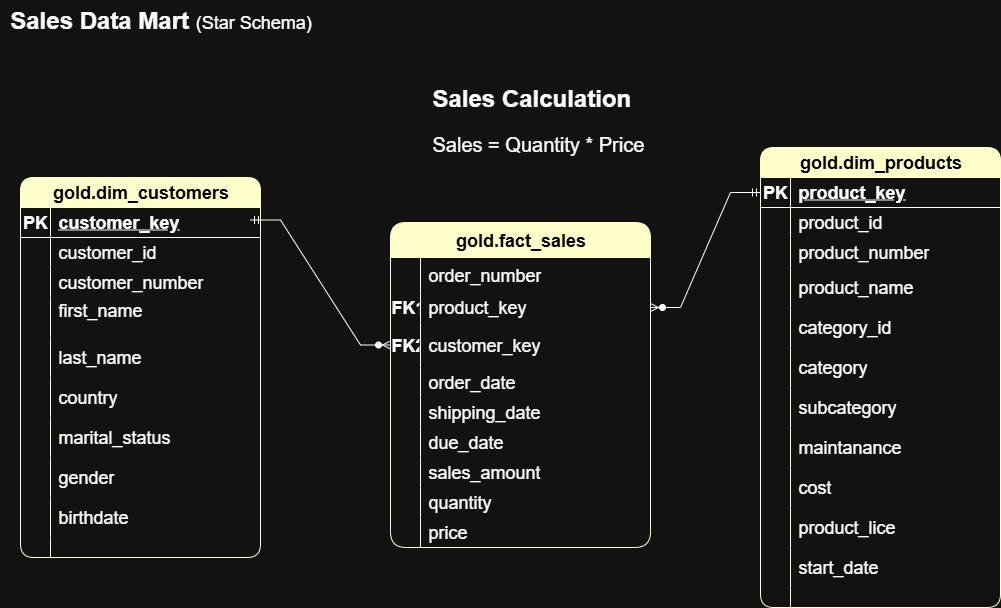 Sales Data Mart (Star Schema)
Sales Calculation
Sales = Quantity * Price
gold.dim_customers
PK customer_key
customer_id
customer_number
first_name
last_name
country
marital_status
gender
birthdate
gold.fact_sales
order_number
FK1 product_key
FK2 customer_key
order_date
shipping_date
due_date
sales_amount
quantity
price
gold.dim_products
PK product_key
product_id
product_number
product_name
category_id
category
subcategory
maintanance
cost
product_lice
start_date